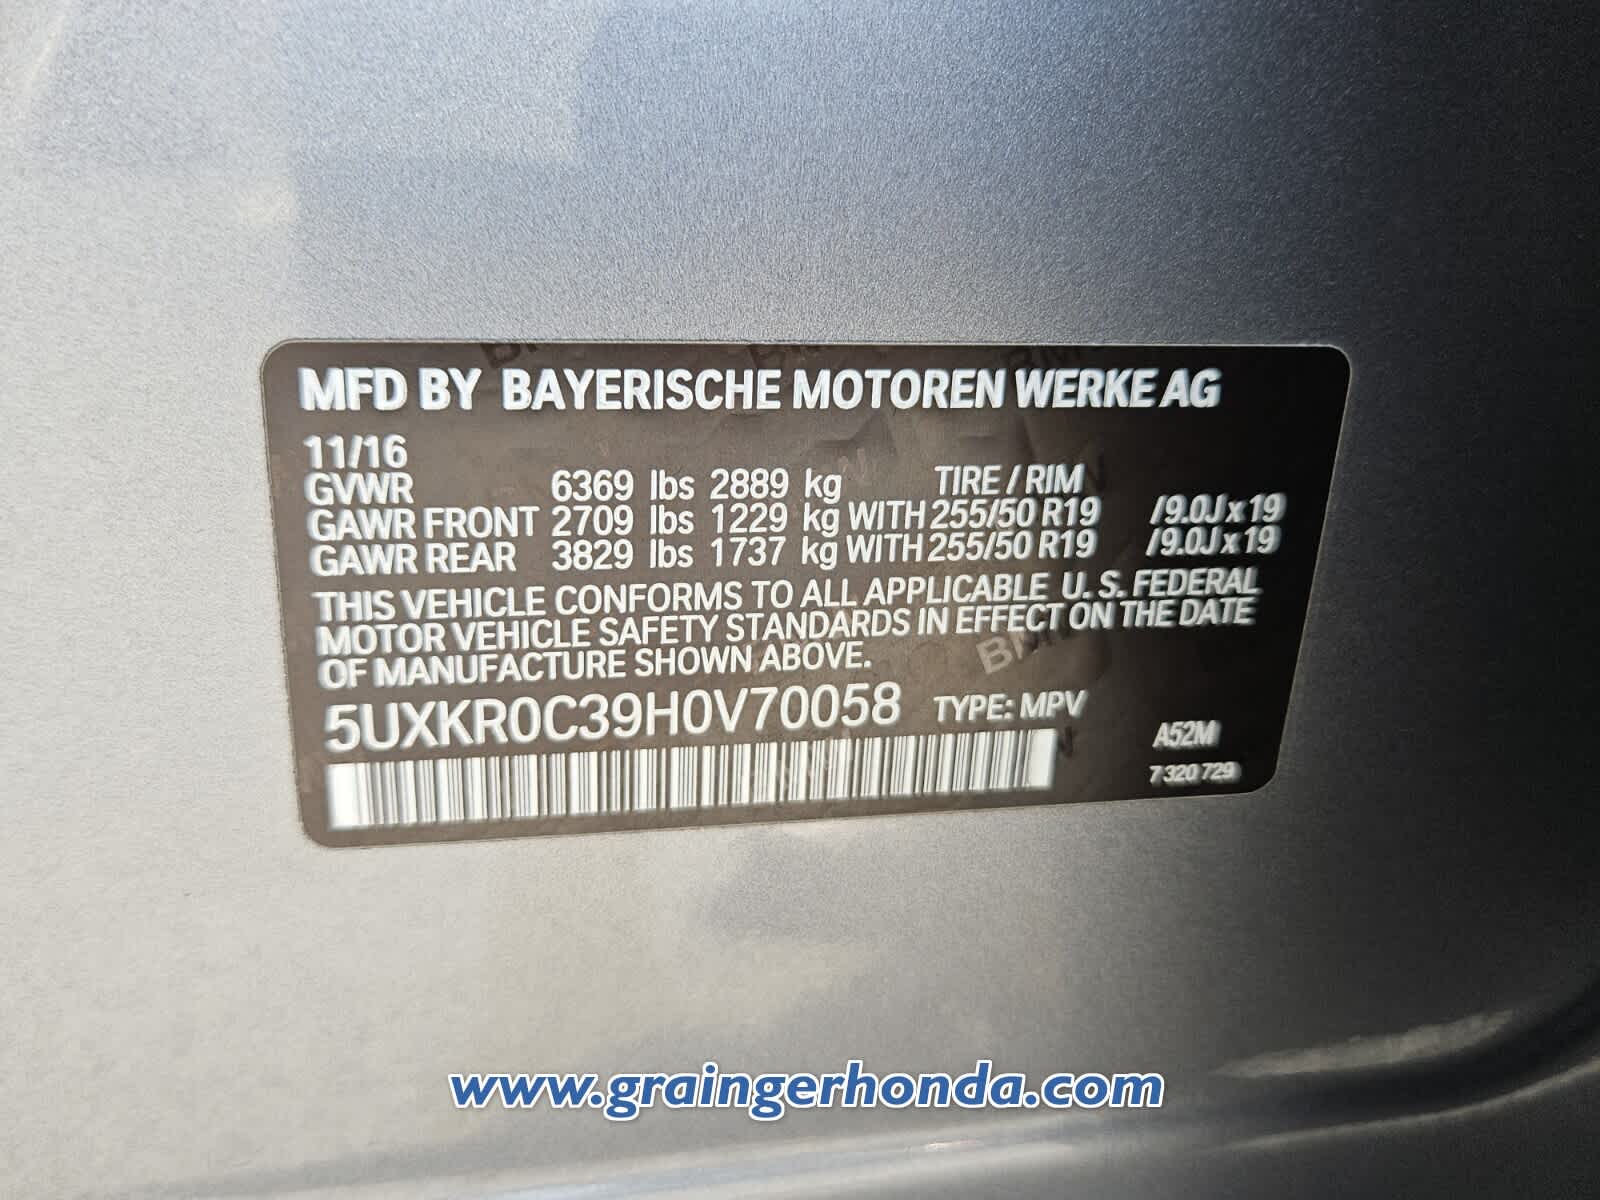 MFD BY BAYERISCHE MOTOREN WERKE AG
11/16
GVWR 6369 lbs 2889 kg TIRE / RIM
GAWR FRONT 2709 lbs 1229 kg WITH 255/50 R19 /9.0J x 19
GAWR REAR 3829 lbs 1737 kg WITH 255/50 R19 /9.0J x 19
THIS VEHICLE CONFORMS TO ALL APPLICABLE U. S. FEDERAL
MOTOR VEHICLE SAFETY STANDARDS IN EFFECT ON THE DATE
OF MANUFACTURE SHOWN ABOVE.
5UXKR0C39H0V70058 TYPE: MPV
A52M
7 320 729
www.graingerhonda.com